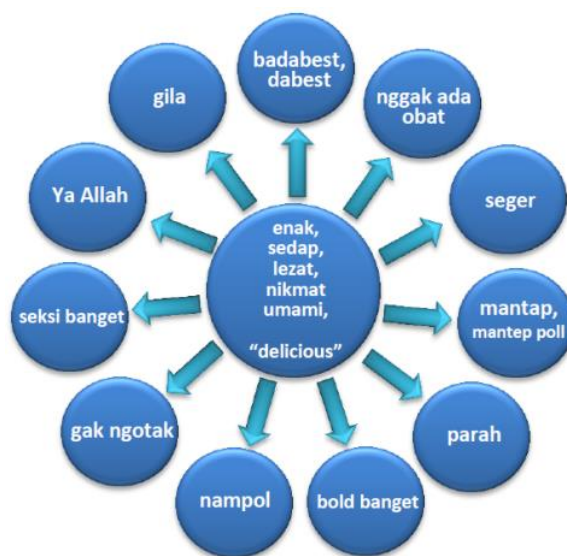 badabest,
dabest
nggak ada
obat
seger
mantap,
mantep poll
parah
bold banget
nampol
gak ngotak
seksi banget
Ya Allah
gila
enak,
sedap,
lezat,
nikmat
umami,
“delicious”